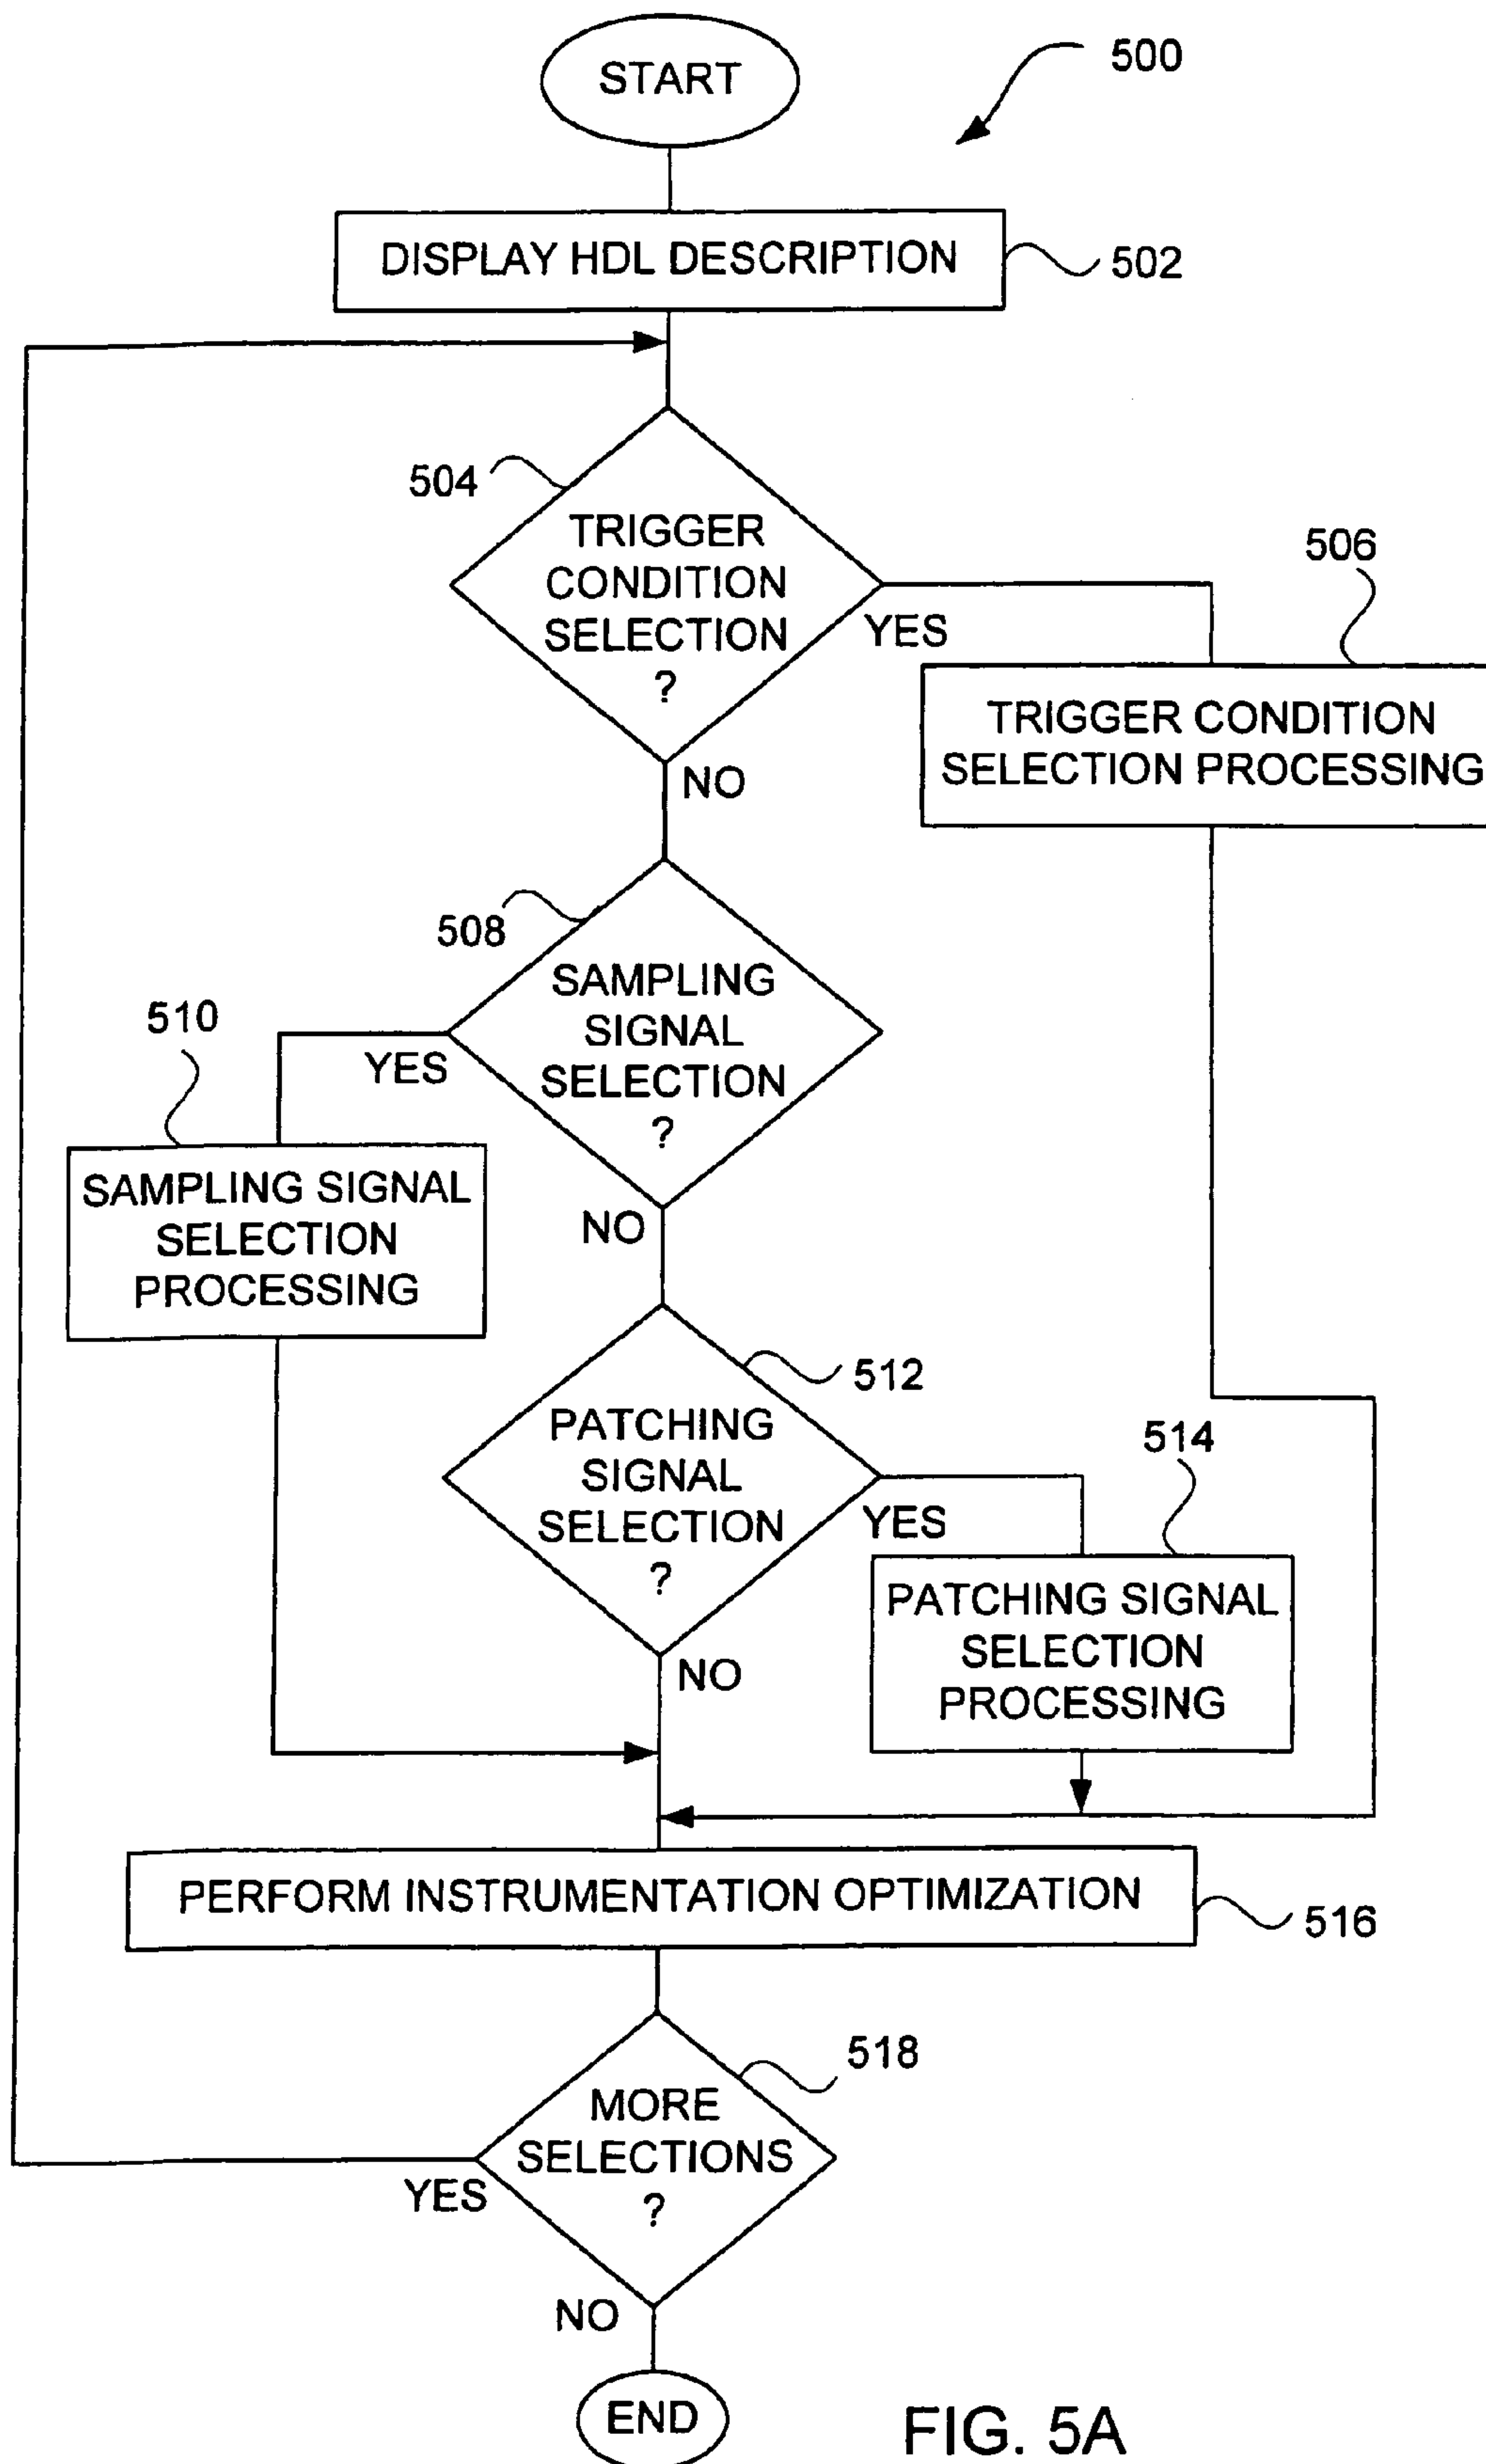 START
500
DISPLAY HDL DESCRIPTION
502
504
TRIGGER
CONDITION
SELECTION
?
YES
506
TRIGGER CONDITION
SELECTION PROCESSING
NO
508
SAMPLING
SIGNAL
SELECTION
?
YES
510
SAMPLING SIGNAL
SELECTION
PROCESSING
NO
512
PATCHING
SIGNAL
SELECTION
?
YES
514
PATCHING SIGNAL
SELECTION
PROCESSING
NO
PERFORM INSTRUMENTATION OPTIMIZATION
516
518
MORE
SELECTIONS
?
YES
NO
END
FIG. 5A